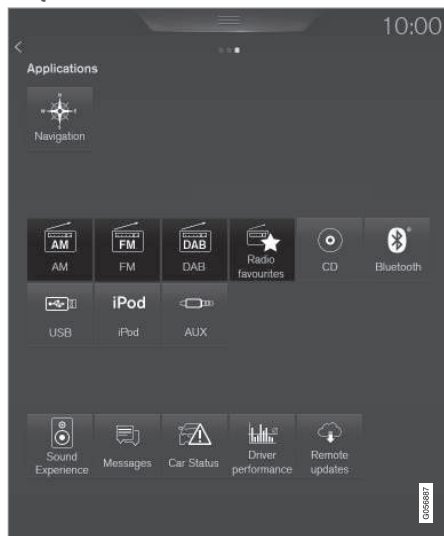 10:00
Applications
Navigation
AM FM DAB
AM FM DAB Radio favourites CD Bluetooth
iPod
USB iPod AUX
Sound Experience Messages Car Status Driver performance Remote updates
G056887